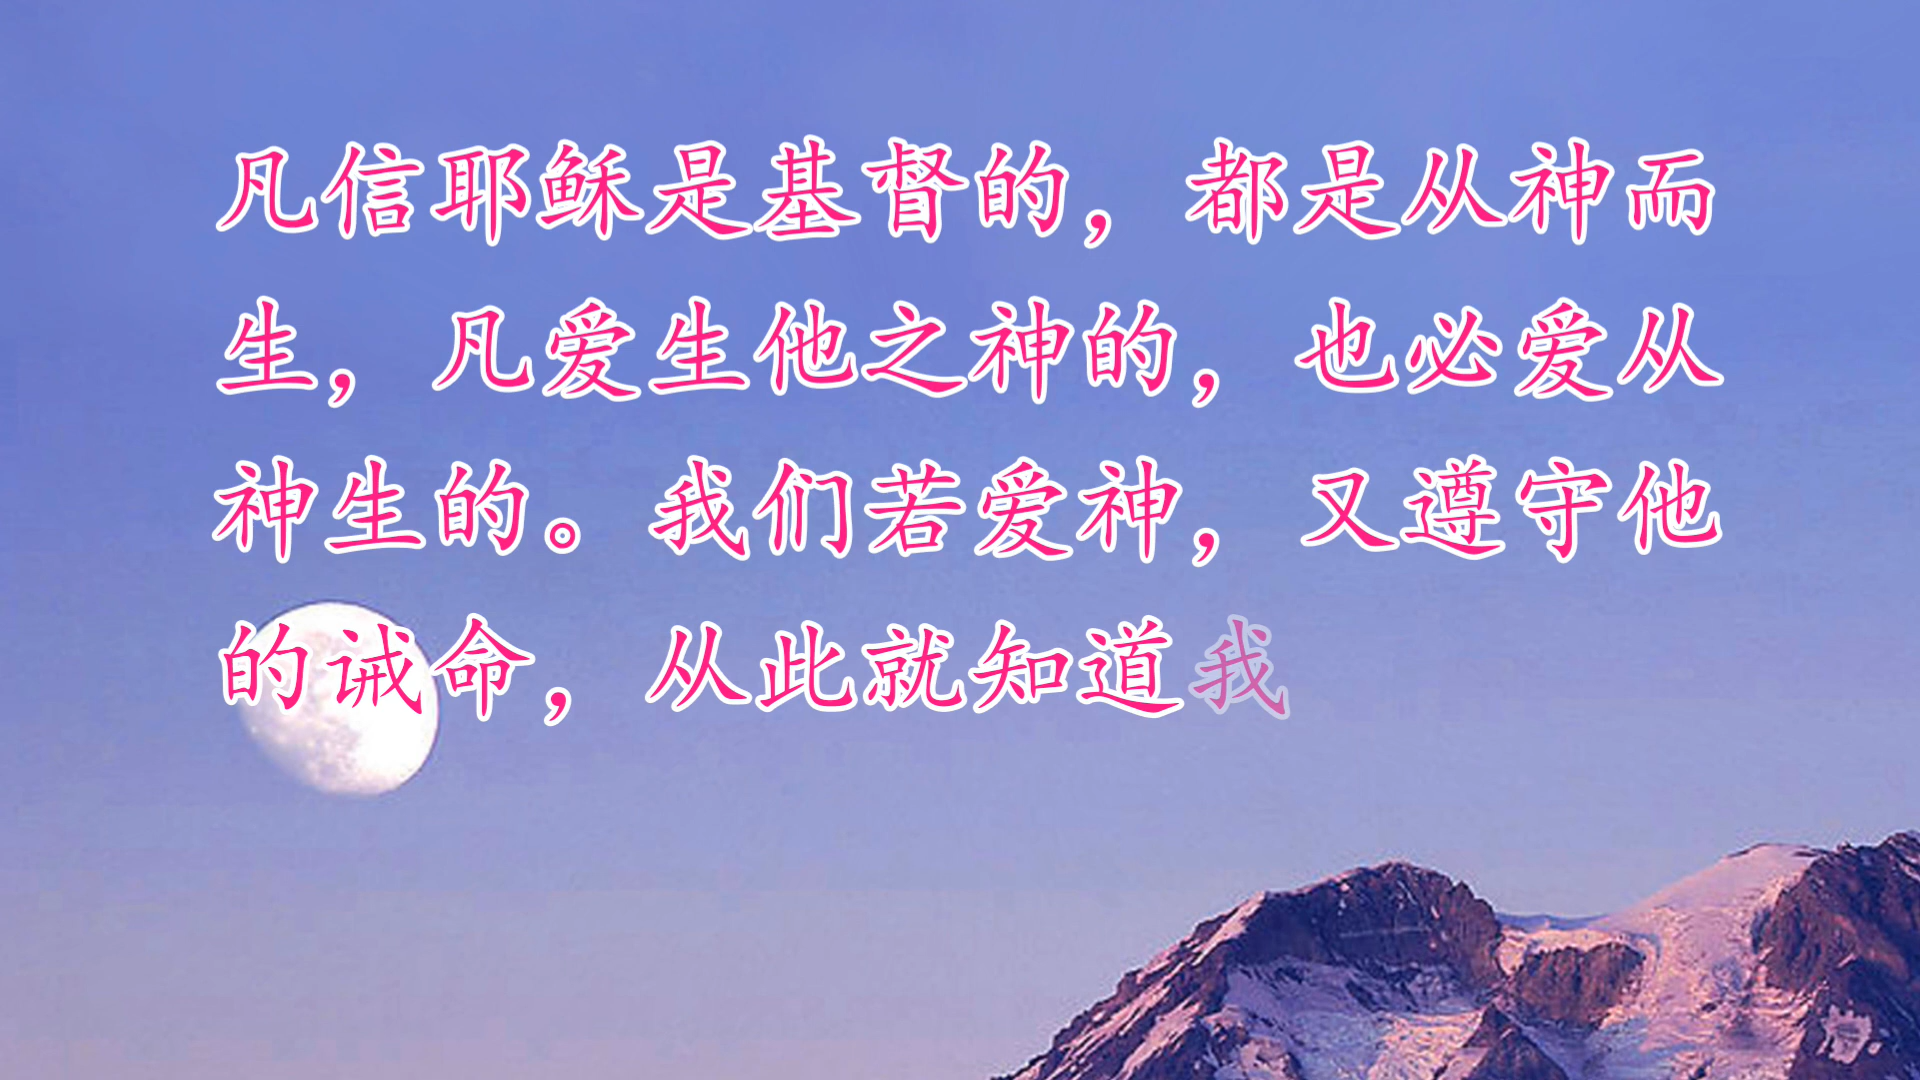 凡信耶稣是基督的，都是从神而
生，凡爱生他之神的，也必爱从
神生的。我们若爱神，又遵守他
的诫命，从此就知道我